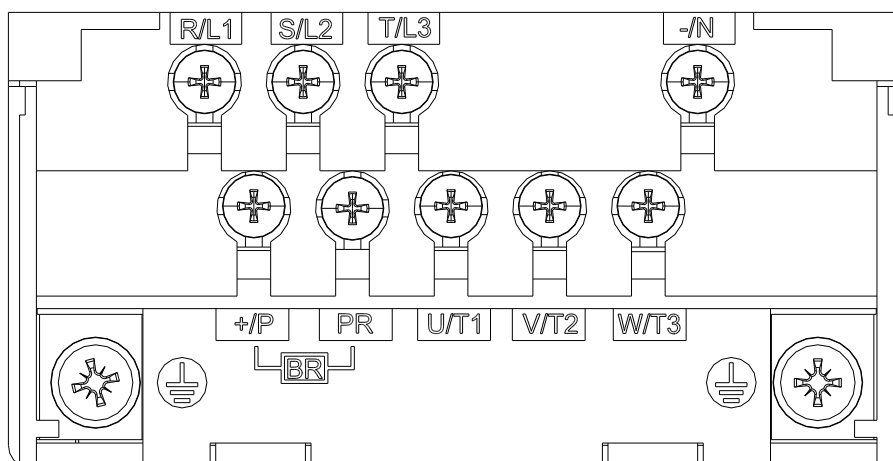 R/L1 S/L2 T/L3 -/N
+/P PR U/T1 V/T2 W/T3
BR